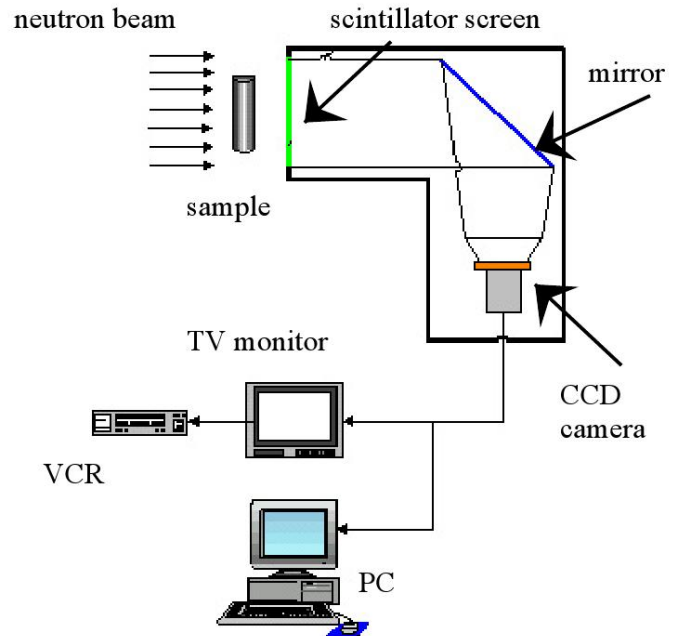 neutron beam
scintillator screen
mirror
sample
TV monitor
CCD
camera
VCR
PC